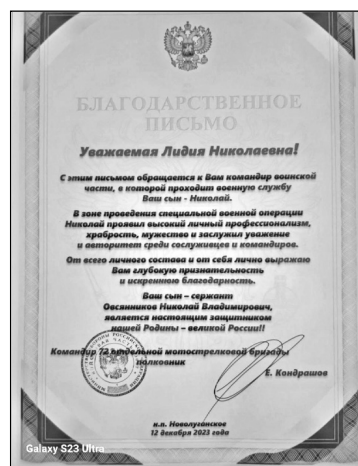 БЛАГОДАРСТВЕННОЕ
ПИСЬМО
Уважаемая Лидия Николаевна!
С этим письмом обращается к Вам командир воинской
части, в которой проходит военную службу
Ваш сын - Николай.
В зоне проведения специальной военной операции
Николай проявил высокий личный профессионализм,
храбрость, мужество и заслужил уважение
и авторитет среди сослуживцев и командиров.
От всего личного состава и от себя лично выражаю
Вам глубокую признательность
и искреннюю благодарность.
Ваш сын – сержант
Овсянников Николай Владимирович,
является настоящим защитником
нашей Родины – великой России!!
Командир 72 отдельной мотострелковой бригады
полковник
Е. Кондрашов
н.п. Новолуганское
12 декабря 2023 года
Galaxy S23 Ultra